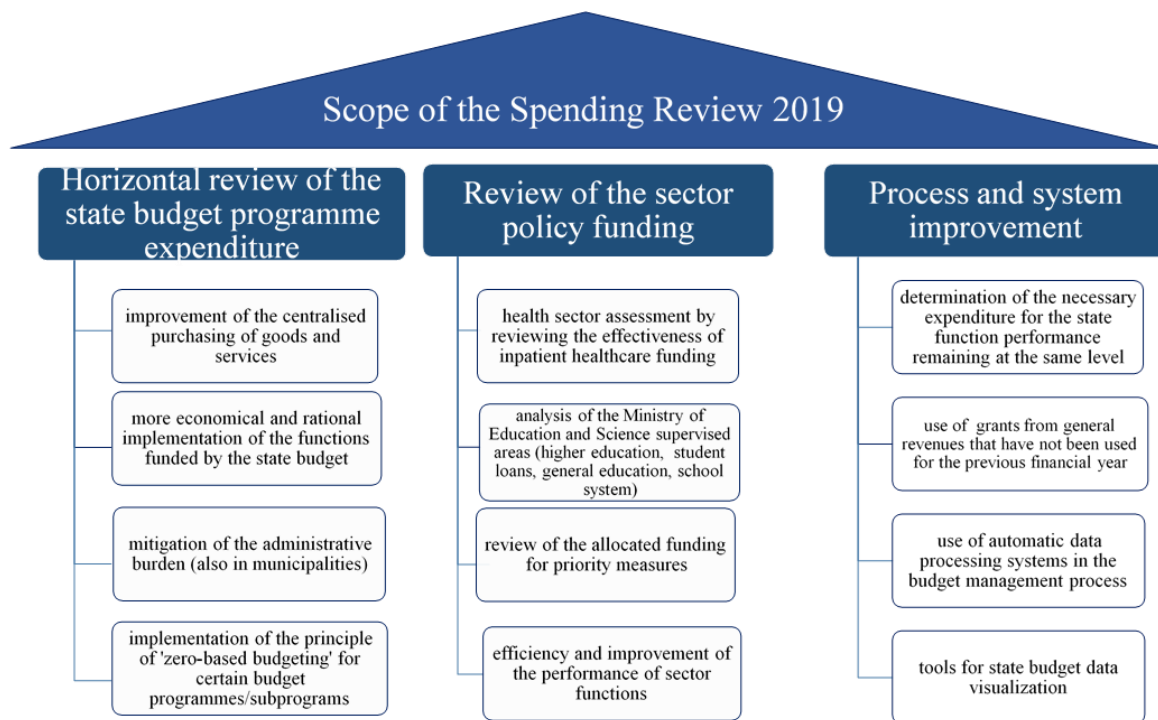 Scope of the Spending Review 2019
Horizontal review of the
state budget programme
expenditure
improvement of the centralised
purchasing of goods and
services
more economical and rational
implementation of the functions
funded by the state budget
mitigation of the administrative
burden (also in municipalities)
implementation of the principle
of 'zero-based budgeting' for
certain budget
programmes/subprograms
Review of the sector
policy funding
health sector assessment by
reviewing the effectiveness of
inpatient healthcare funding
analysis of the Ministry of
Education and Science supervised
areas (higher education, student
loans, general education, school
system)
review of the allocated funding
for priority measures
efficiency and improvement of
the performance of sector
functions
Process and system
improvement
determination of the necessary
expenditure for the state
function performance
remaining at the same level
use of grants from general
revenues that have not been used
for the previous financial year
use of automatic data
processing systems in the
budget management process
tools for state budget data
visualization